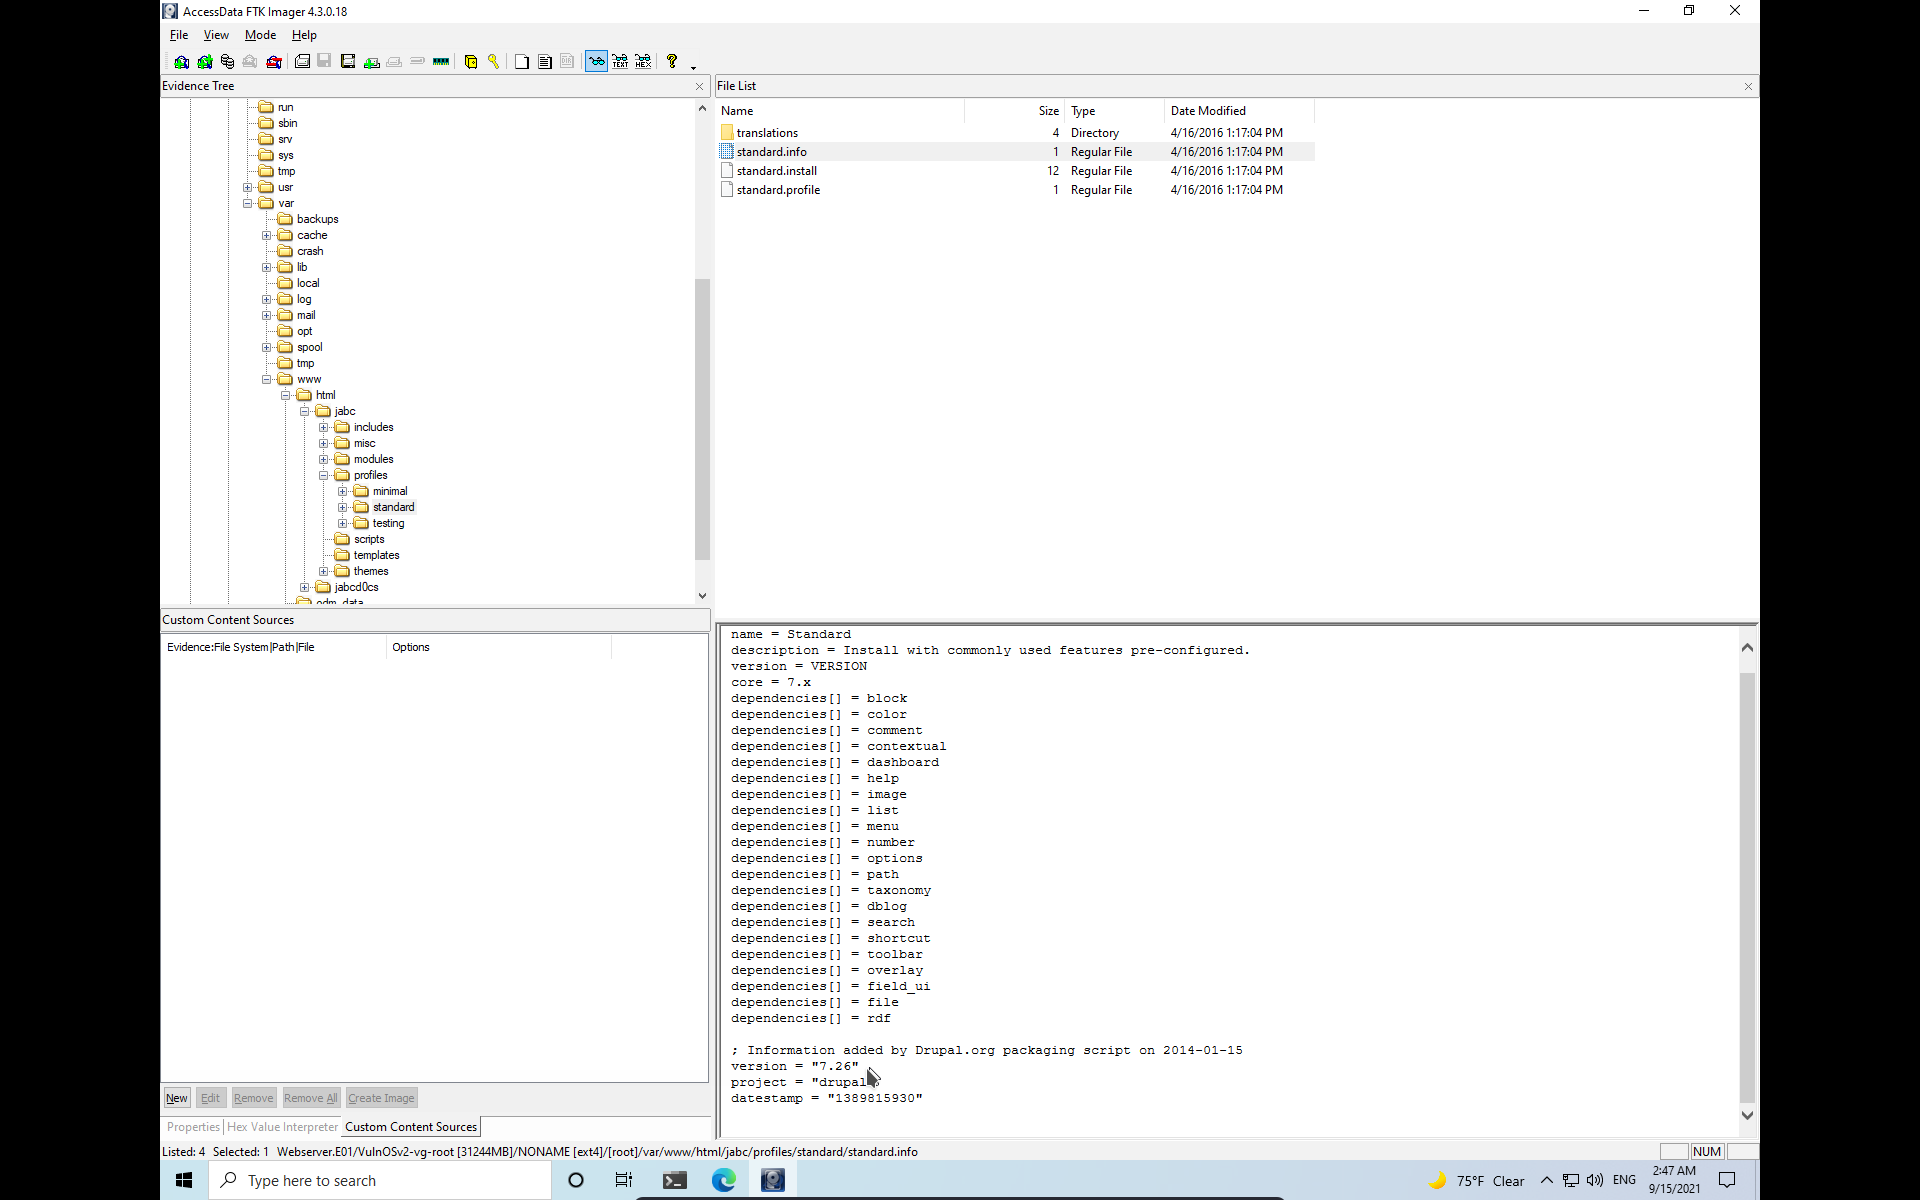 AccessData FTK Imager 4.3.0.18
File View Mode Help
Evidence Tree
run
sbin
srv
sys
tmp
usr
var
backups
cache
crash
lib
local
log
mail
opt
spool
tmp
www
html
jabc
includes
misc
modules
profiles
minimal
standard
testing
scripts
templates
themes
jabcd0cs
odm_data
File List
Name Size Type Date Modified
translations 4 Directory 4/16/2016 1:17:04 PM
standard.info 1 Regular File 4/16/2016 1:17:04 PM
standard.install 12 Regular File 4/16/2016 1:17:04 PM
standard.profile 1 Regular File 4/16/2016 1:17:04 PM
Custom Content Sources
Evidence:File System|Path|File Options
New Edit Remove Remove All Create Image
Properties Hex Value Interpreter Custom Content Sources
name = Standard
description = Install with commonly used features pre-configured.
version = VERSION
core = 7.x
dependencies[] = block
dependencies[] = color
dependencies[] = comment
dependencies[] = contextual
dependencies[] = dashboard
dependencies[] = help
dependencies[] = image
dependencies[] = list
dependencies[] = menu
dependencies[] = number
dependencies[] = options
dependencies[] = path
dependencies[] = taxonomy
dependencies[] = dblog
dependencies[] = search
dependencies[] = shortcut
dependencies[] = toolbar
dependencies[] = overlay
dependencies[] = field_ui
dependencies[] = file
dependencies[] = rdf
; Information added by Drupal.org packaging script on 2014-01-15
version = "7.26"
project = "drupal"
datestamp = "1389815930"
Listed: 4 Selected: 1 Webserver.E01/VulnOSv2-vg-root [31244MB]/NONAME [ext4]/[root]/var/www/html/jabc/profiles/standard/standard.info
NUM
Type here to search
75°F Clear
ENG
2:47 AM
9/15/2021